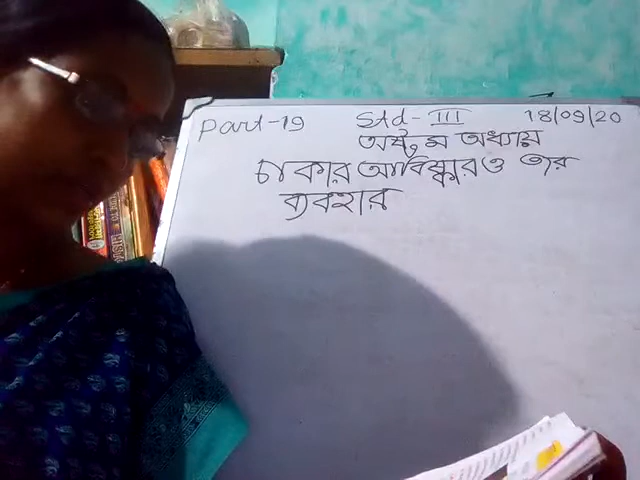 Part-19 Std-III 18/09/20
অষ্টম অধ্যায়
চাকার আবিষ্কার ও তার
ব্যবহার